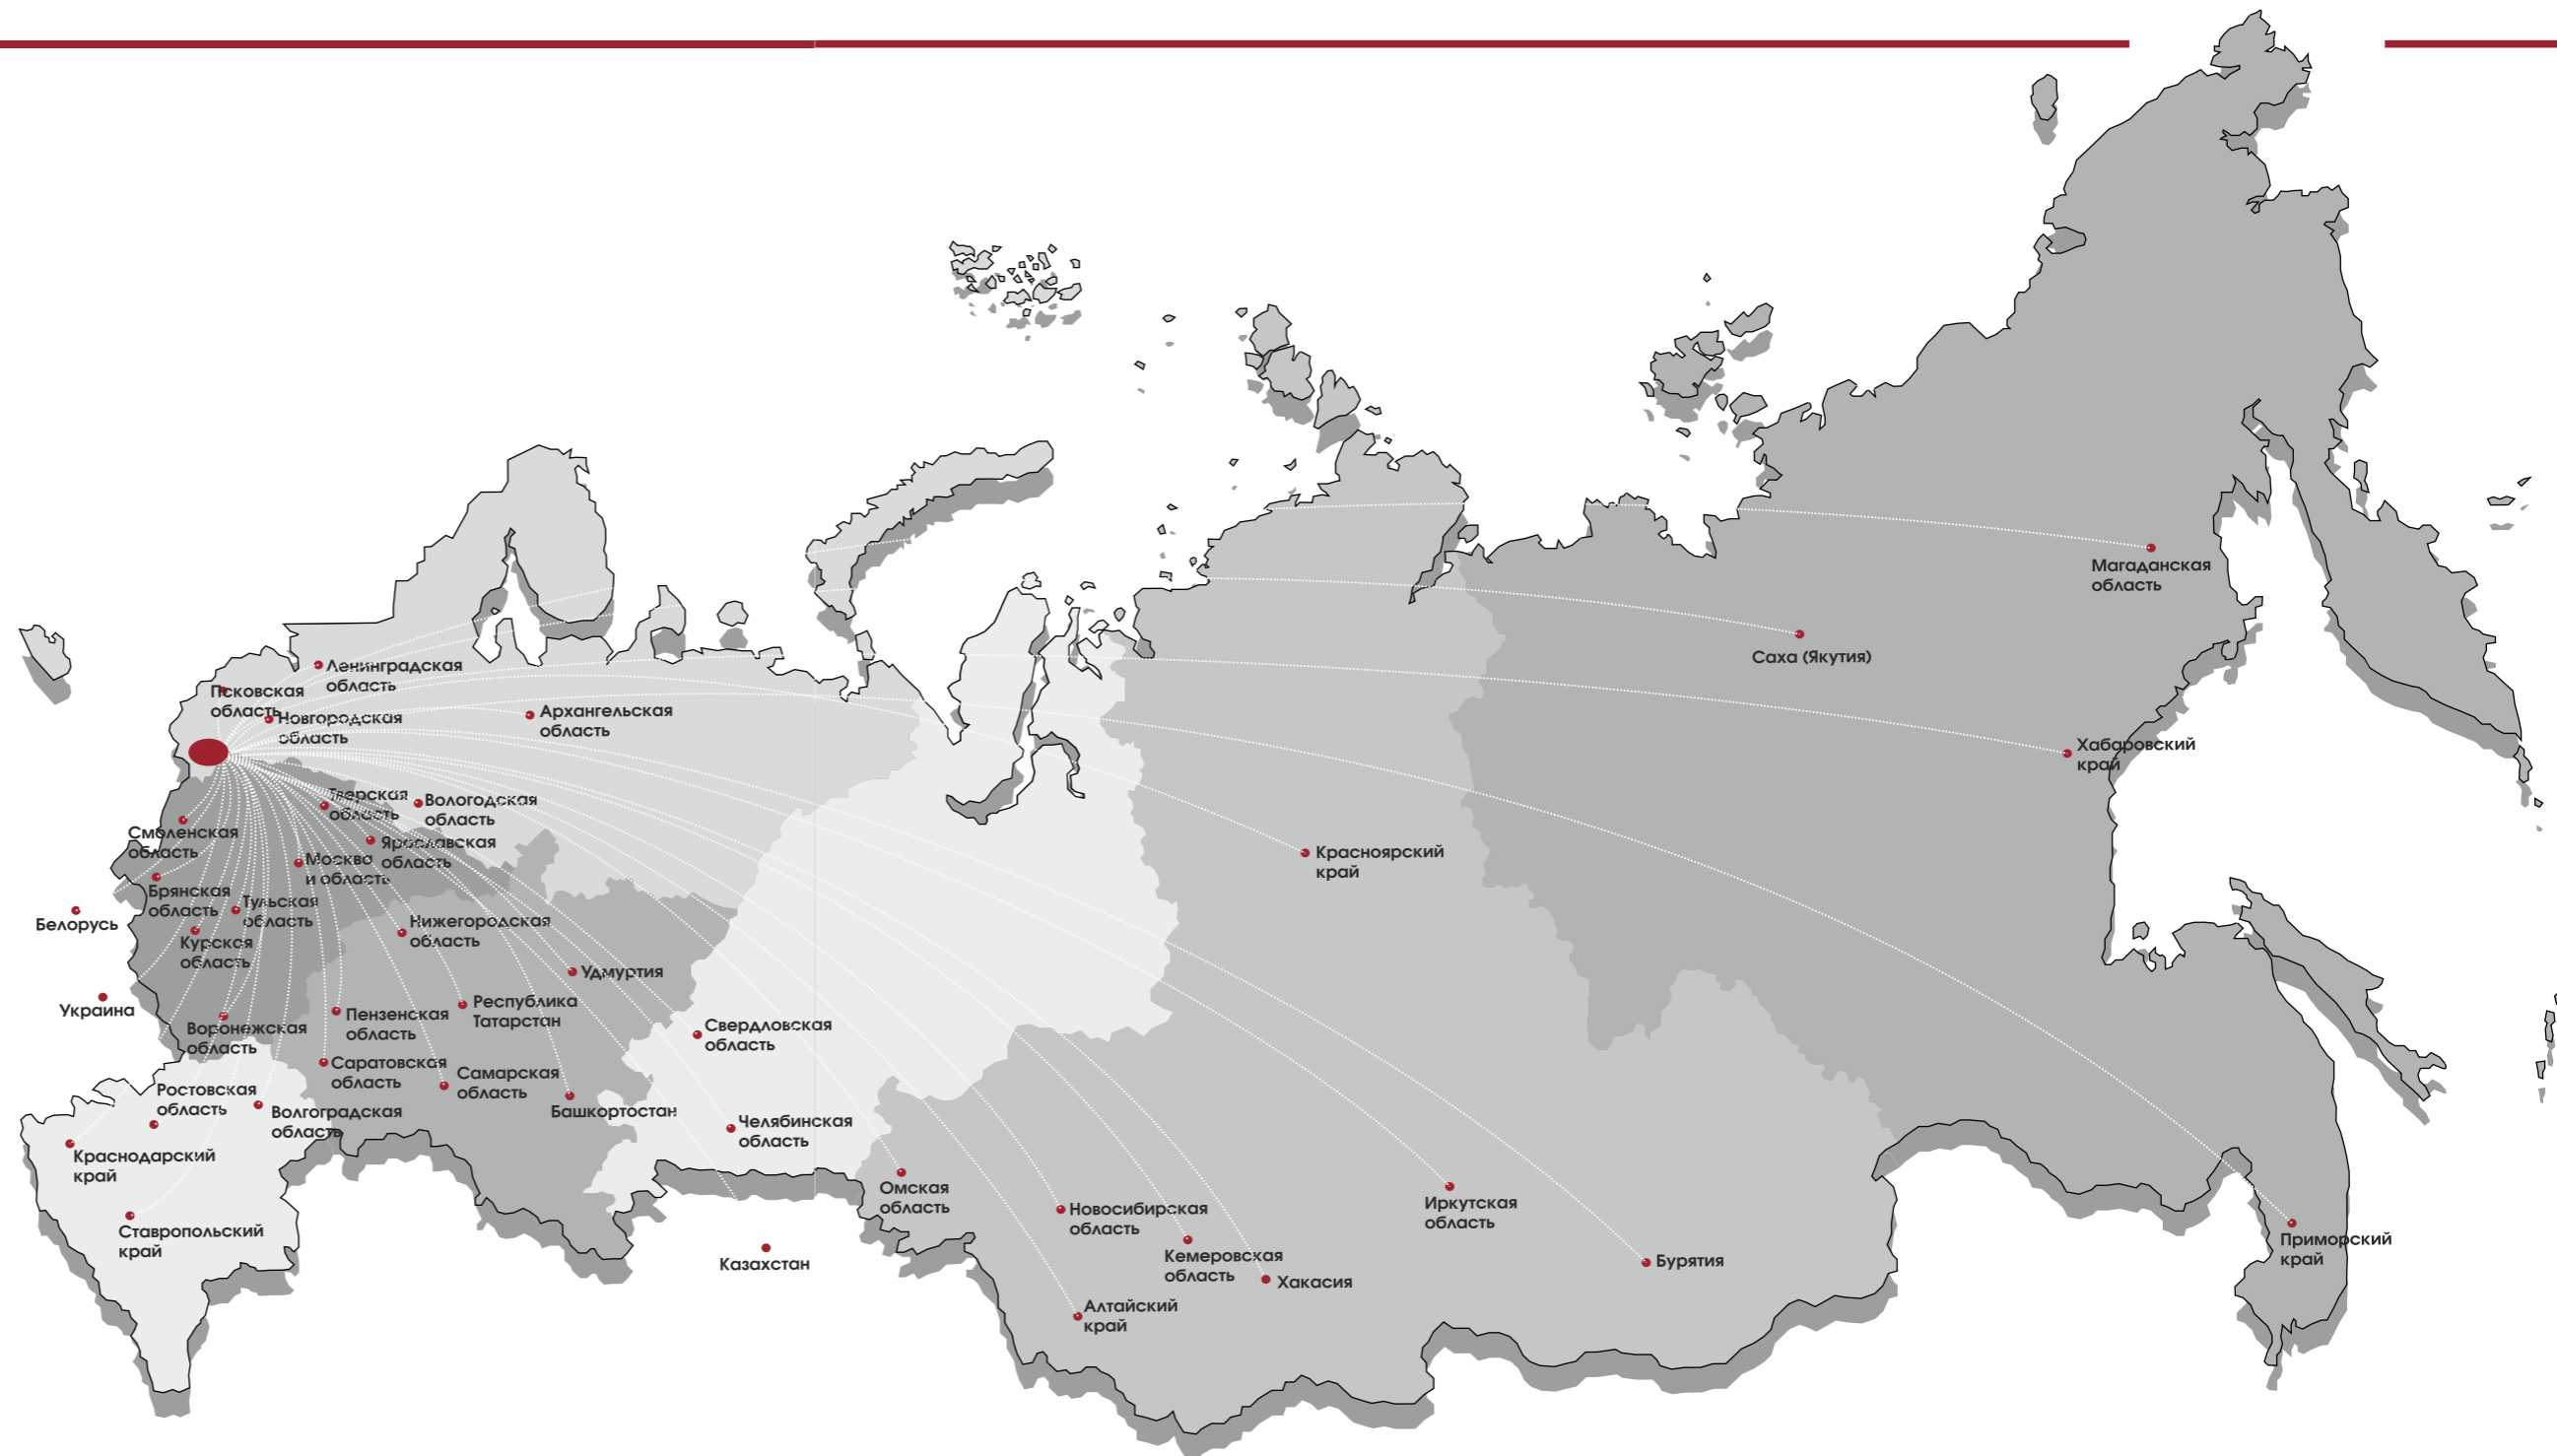 Магаданская
область
Саха (Якутия)
Ленинградская
область
Псковская
область
Новгородская
область
Архангельская
область
Хабаровский
край
Тверская
область
Вологодская
область
Смоленская
область
Ярославская
область
Москва
и область
Красноярский
край
Брянская
область
Тульская
область
Белорусь
Нижегородская
область
Курская
область
Удмуртия
Украина
Республика
Татарстан
Пензенская
область
Воронежская
область
Свердловская
область
Саратовская
область
Самарская
область
Ростовская
область
Волгоградская
область
Башкортостан
Челябинская
область
Краснодарский
край
Омская
область
Новосибирская
область
Иркутская
область
Ставропольский
край
Казахстан
Кемеровская
область
Хакасия
Бурятия
Приморский
край
Алтайский
край